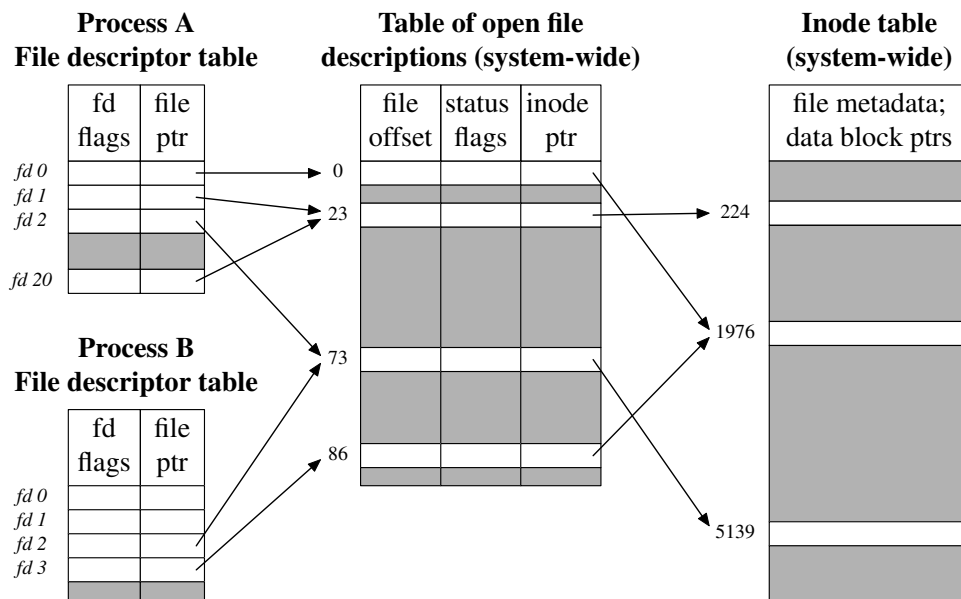 Process A
File descriptor table
fd
flags
file
ptr
fd 0
fd 1
fd 2
fd 20
Process B
File descriptor table
fd
flags
file
ptr
fd 0
fd 1
fd 2
fd 3
Table of open file
descriptions (system-wide)
file
offset
status
flags
inode
ptr
0
23
73
86
Inode table
(system-wide)
file metadata;
data block ptrs
224
1976
5139